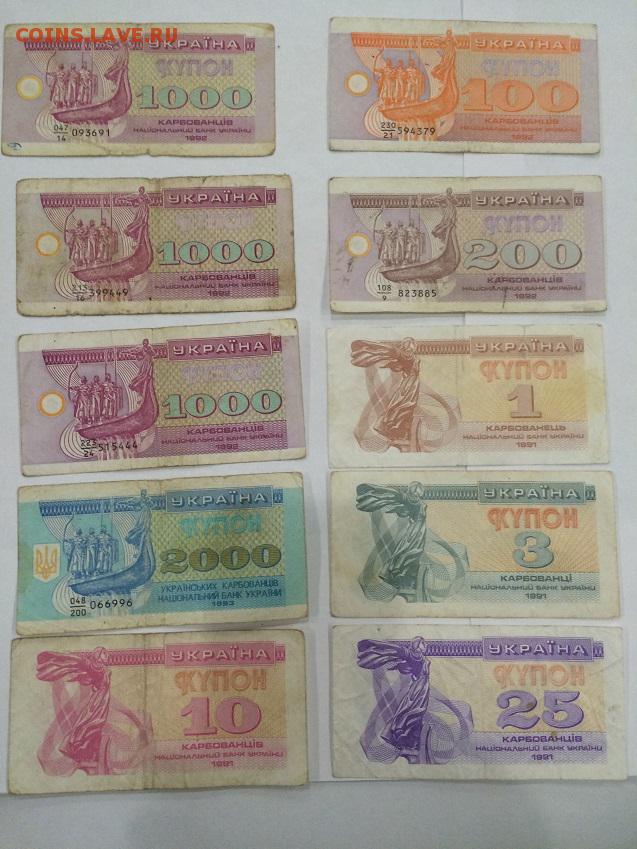 COINS.LAVE.RU
УКРАЇНА
КУПОН
1000
КАРБОВАНЦІВ
НАЦІОНАЛЬНИЙ БАНК УКРАЇНИ
1992
047/14 093691
УКРАЇНА
КУПОН
100
КАРБОВАНЦІВ
НАЦІОНАЛЬНИЙ БАНК УКРАЇНИ
1992
230/21 594379
УКРАЇНА
1000
КАРБОВАНЦІВ
НАЦІОНАЛЬНИЙ БАНК УКРАЇНИ
1992
215/16 399449
УКРАЇНА
КУПОН
200
КАРБОВАНЦІВ
НАЦІОНАЛЬНИЙ БАНК УКРАЇНИ
1992
108/9 823885
УКРАЇНА
КУПОН
1000
КАРБОВАНЦІВ
НАЦІОНАЛЬНИЙ БАНК УКРАЇНИ
1992
223/24 515444
УКРАЇНА
КУПОН
1
КАРБОВАНЕЦЬ
НАЦІОНАЛЬНИЙ БАНК УКРАЇНИ
1991
УКРАЇНА
КУПОН
2000
УКРАЇНСЬКИХ КАРБОВАНЦІВ
НАЦІОНАЛЬНИЙ БАНК УКРАЇНИ
1993
048/200 066996
УКРАЇНА
КУПОН
3
КАРБОВАНЦІ
НАЦІОНАЛЬНИЙ БАНК УКРАЇНИ
1991
УКРАЇНА
КУПОН
10
КАРБОВАНЦІВ
НАЦІОНАЛЬНИЙ БАНК УКРАЇНИ
1991
УКРАЇНА
КУПОН
25
КАРБОВАНЦІВ
НАЦІОНАЛЬНИЙ БАНК УКРАЇНИ
1991